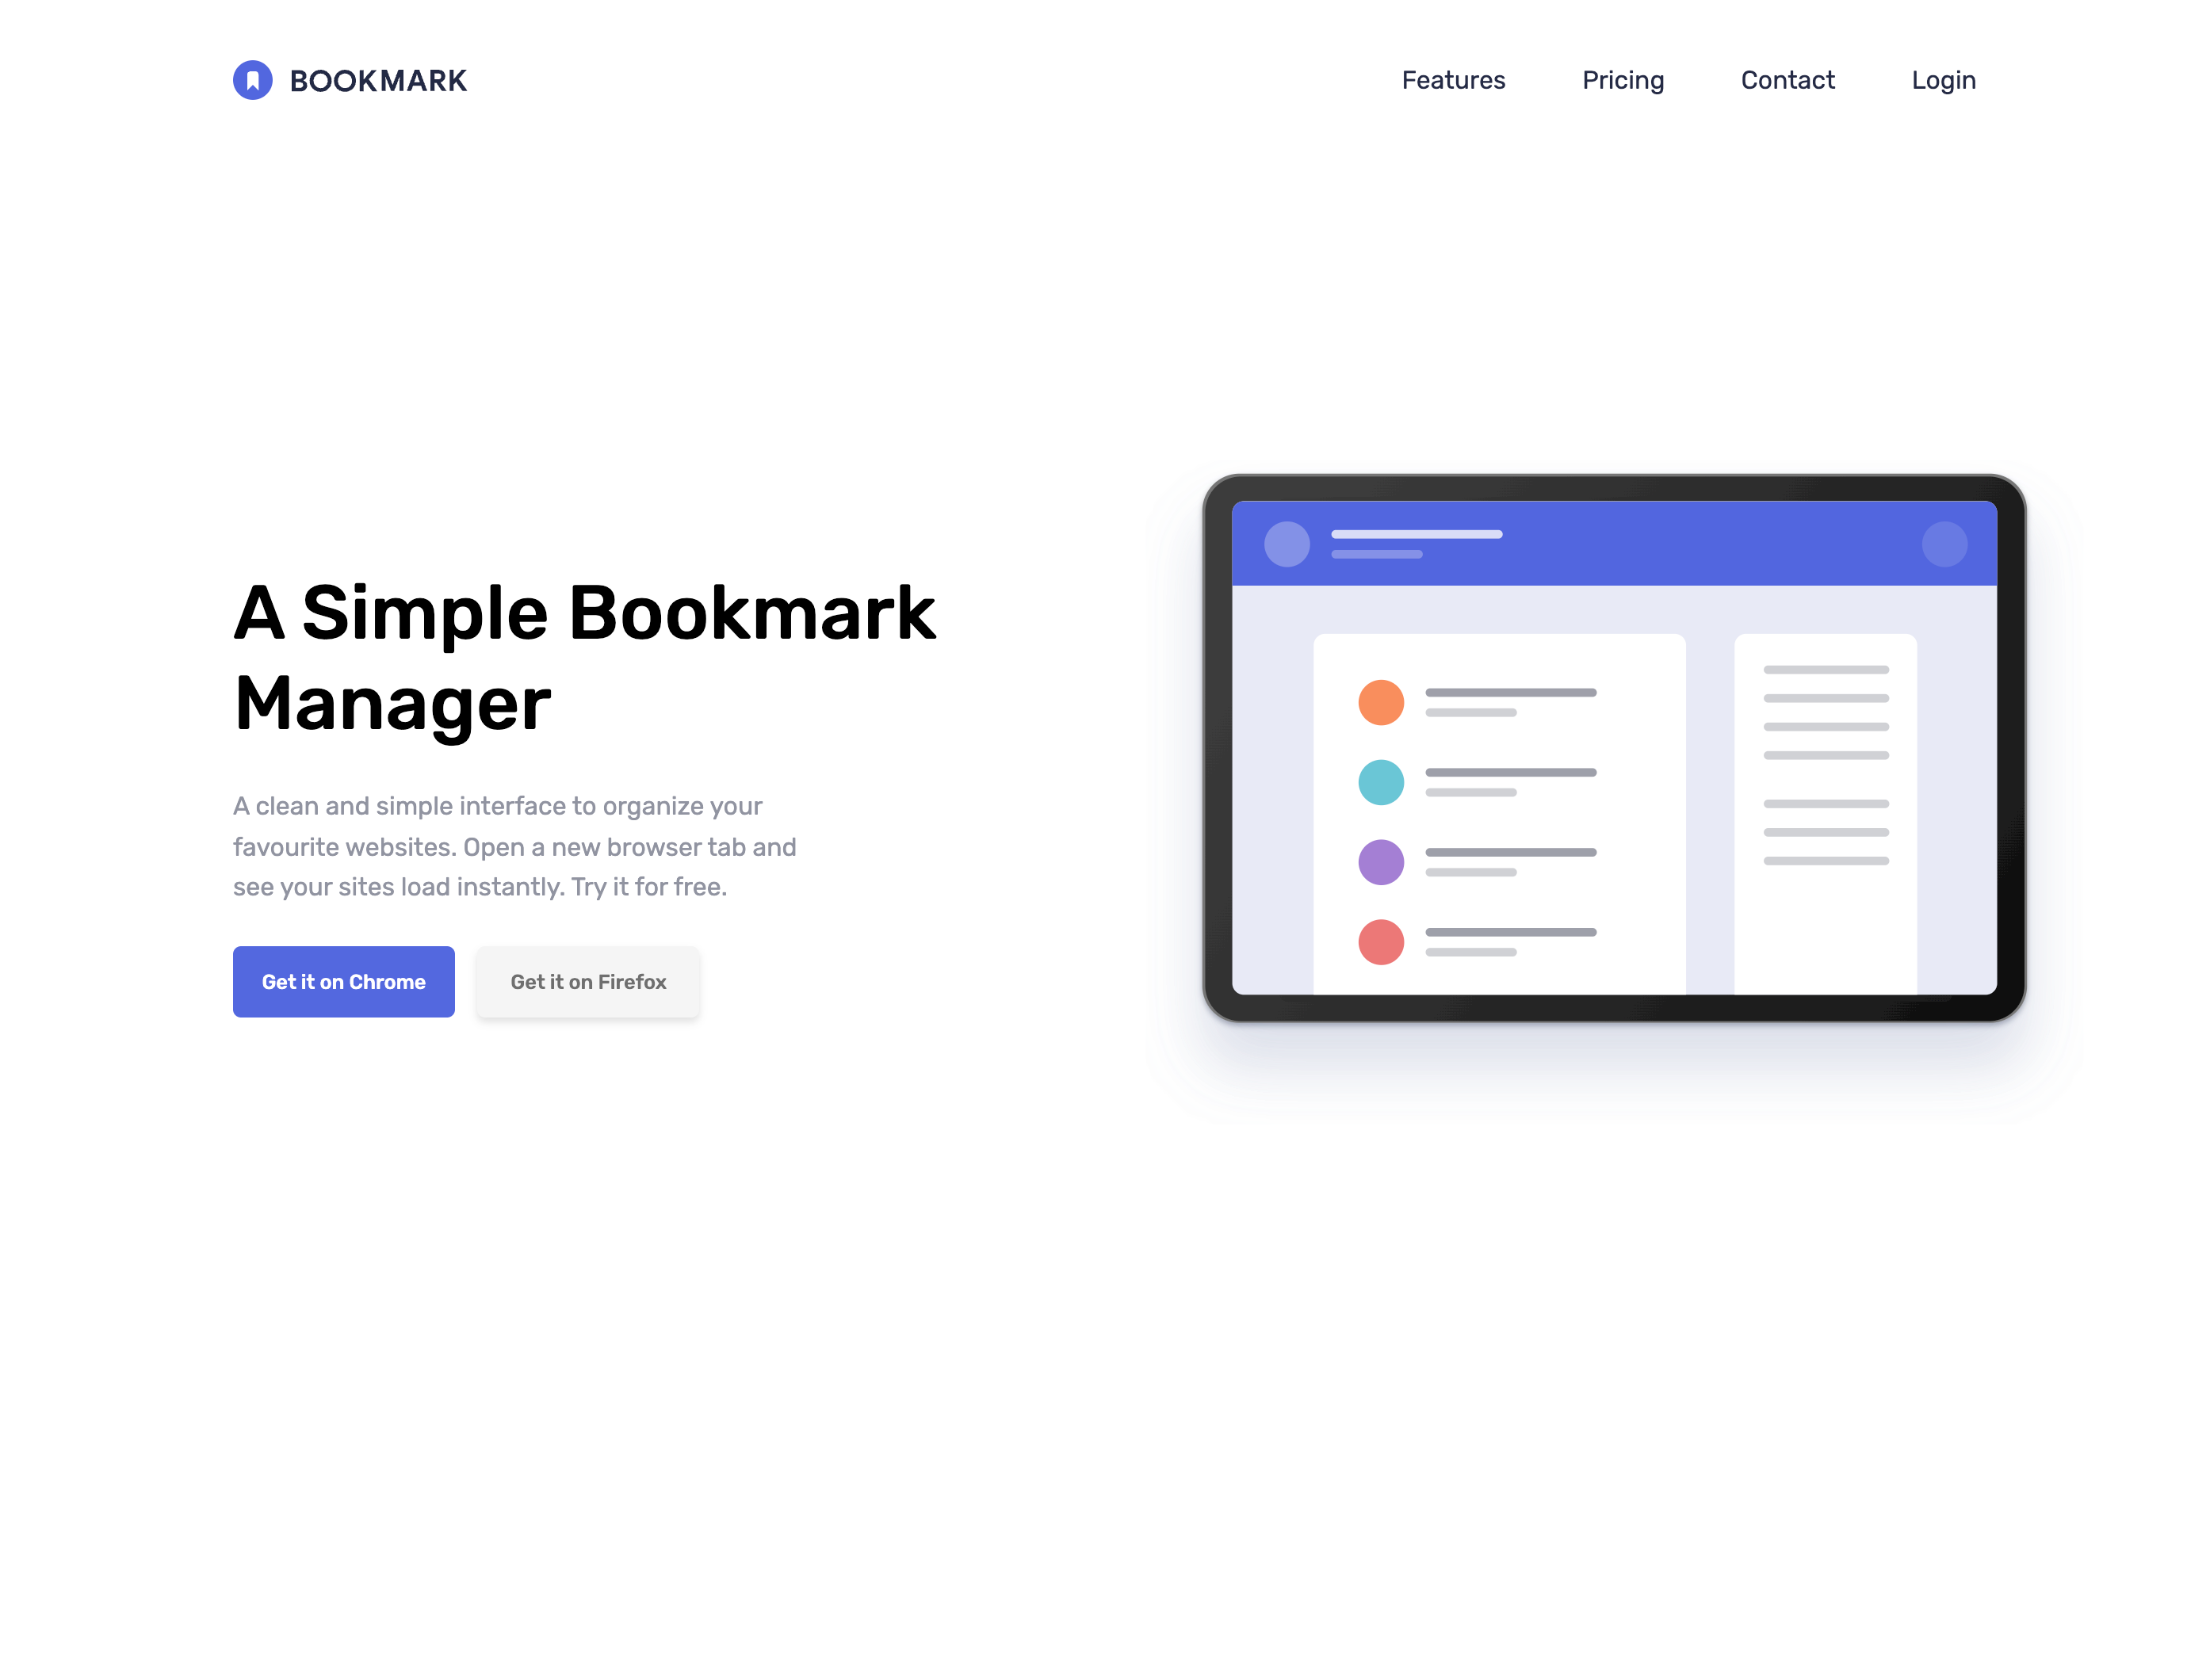 BOOKMARK
Features
Pricing
Contact
Login
A Simple Bookmark
Manager
A clean and simple interface to organize your
favourite websites. Open a new browser tab and
see your sites load instantly. Try it for free.
Get it on Chrome
Get it on Firefox